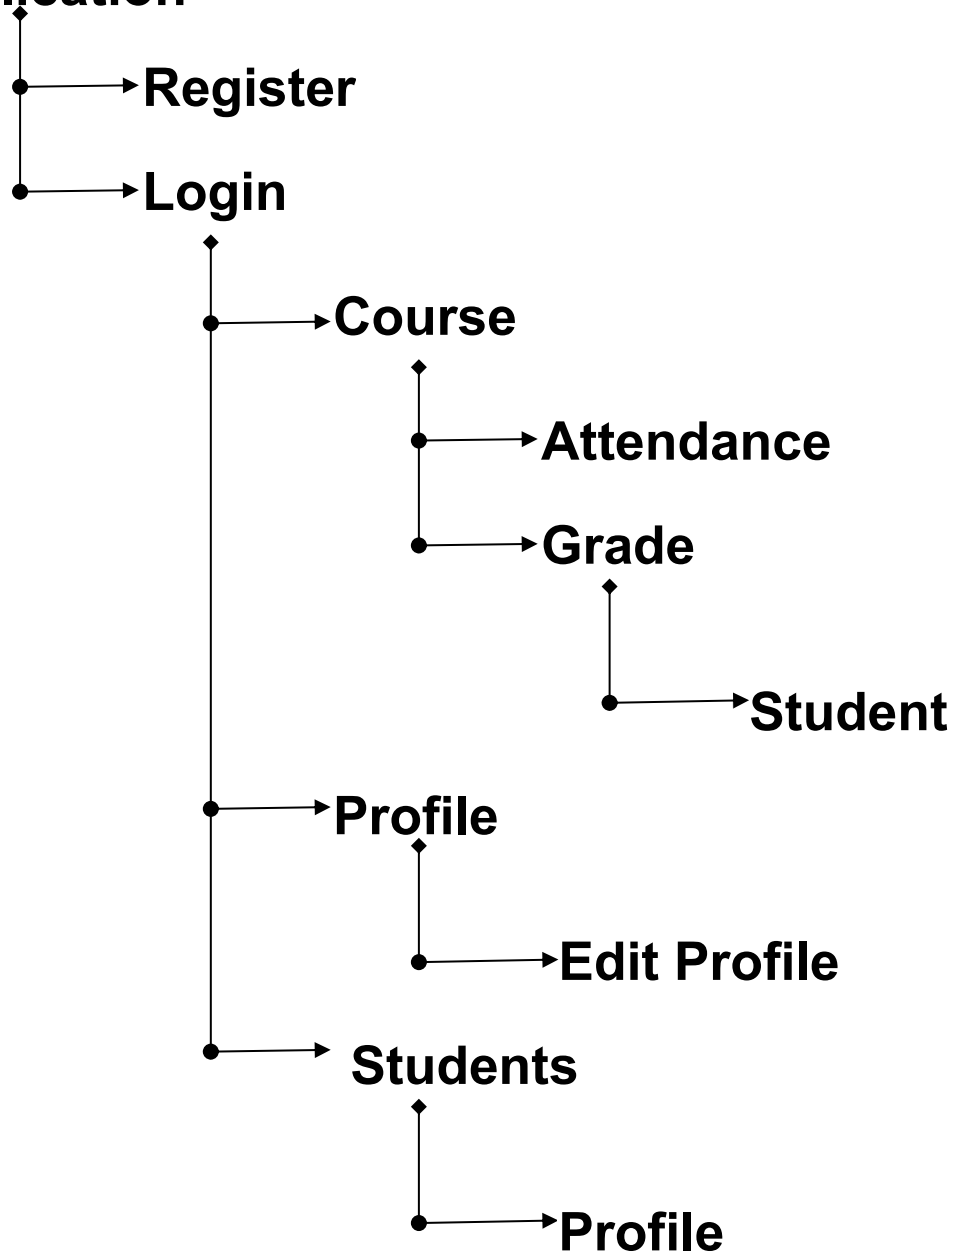 Register
Login
Course
Attendance
Grade
Student
Profile
Edit Profile
Students
Profile